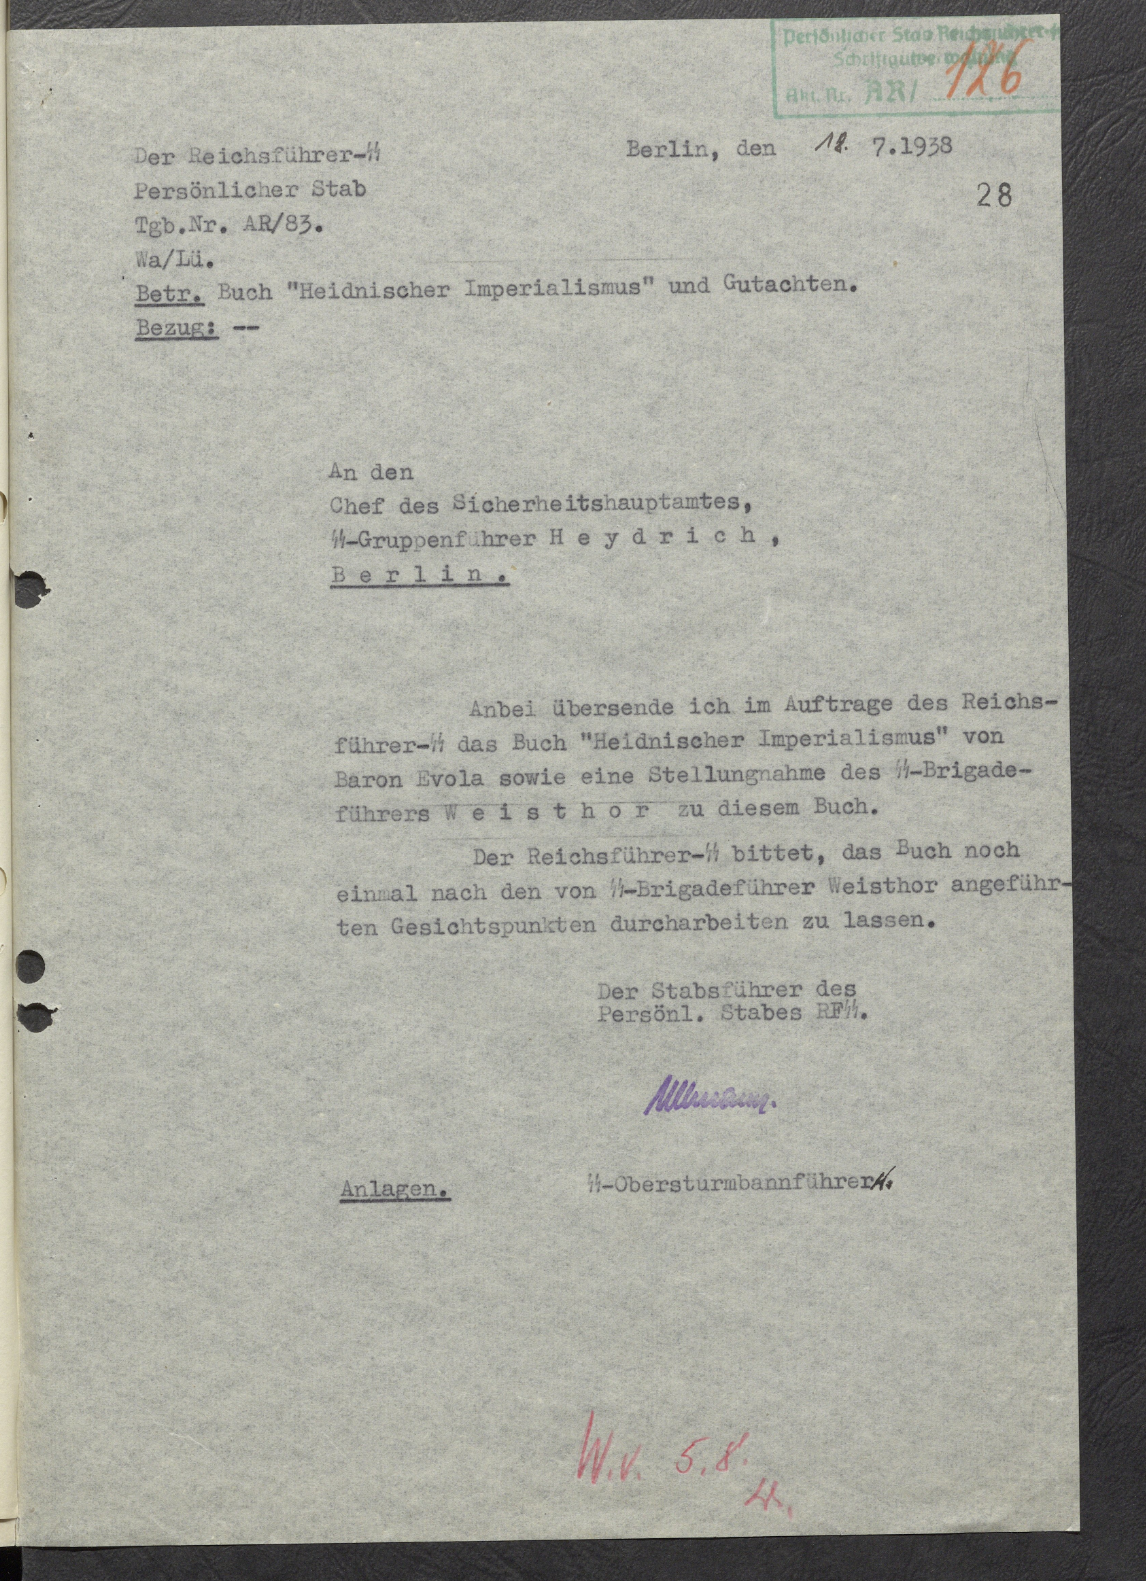 Persönlicher Stab Reichsführer-SS
Schriftgutverwaltung
Akt. Nr. AR/ 126
Der Reichsführer-SS
Berlin, den 18. 7.1938
Persönlicher Stab
28
Tgb.Nr. AR/83.
Wa/Lü.
Betr. Buch "Heidnischer Imperialismus" und Gutachten.
Bezug: --
An den
Chef des Sicherheitshauptamtes,
SS-Gruppenführer H e y d r i c h ,
B e r l i n .
Anbei übersende ich im Auftrage des Reichs-
führer-SS das Buch "Heidnischer Imperialismus" von
Baron Evola sowie eine Stellungnahme des SS-Brigade-
führers W e i s t h o r zu diesem Buch.
Der Reichsführer-SS bittet, das Buch noch
einmal nach den von SS-Brigadeführer Weisthor angeführ-
ten Gesichtspunkten durcharbeiten zu lassen.
Der Stabsführer des
Persönl. Stabes RFSS.
Ullmann.
Anlagen.
SS-Obersturmbannführer.
W.v. 5.8.